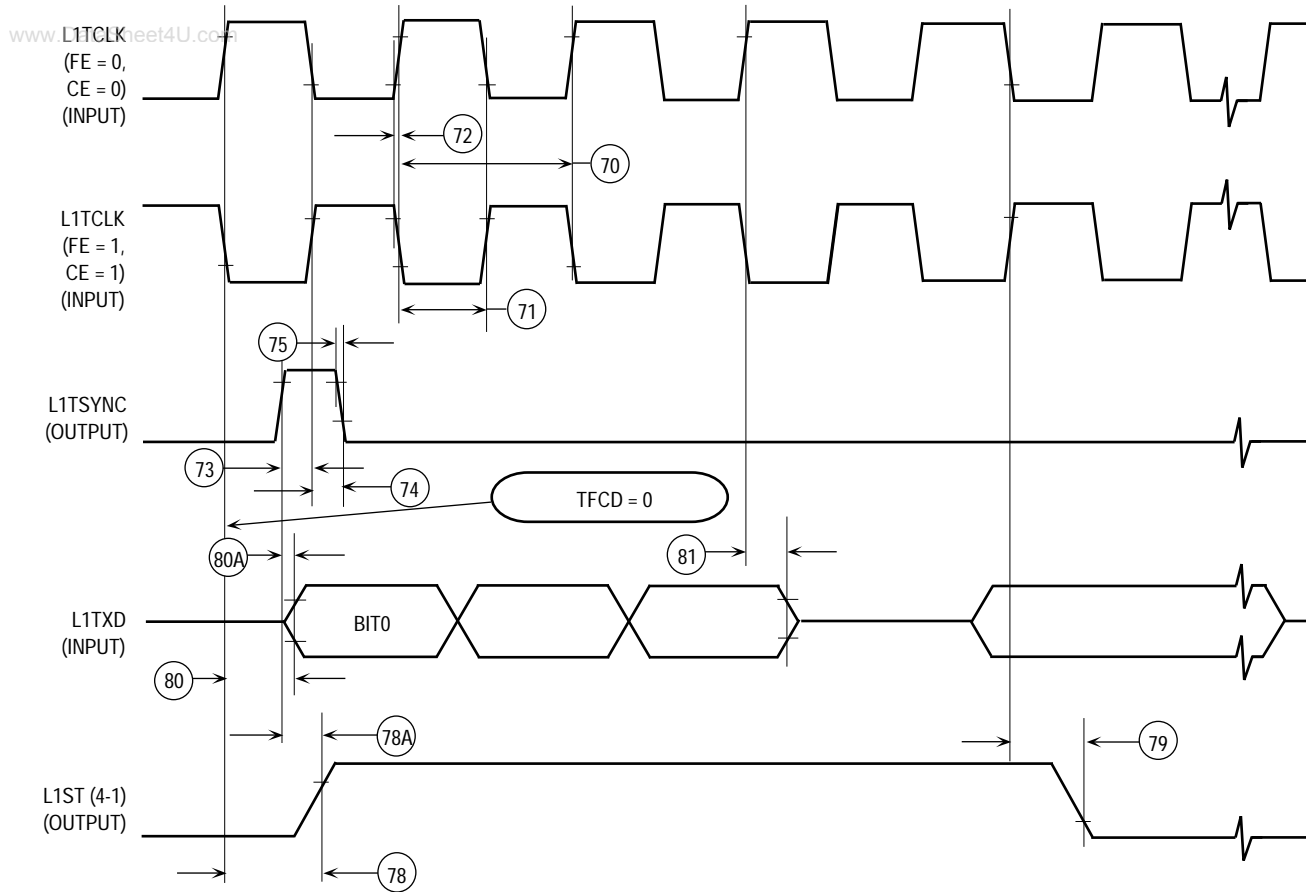 www.DataSheet4U.com
L1TCLK
(FE = 0,
CE = 0)
(INPUT)
72
70
L1TCLK
(FE = 1,
CE = 1)
(INPUT)
71
75
L1TSYNC
(OUTPUT)
73
74
TFCD = 0
80A
81
L1TXD
(INPUT)
BIT0
80
78A
79
L1ST (4-1)
(OUTPUT)
78